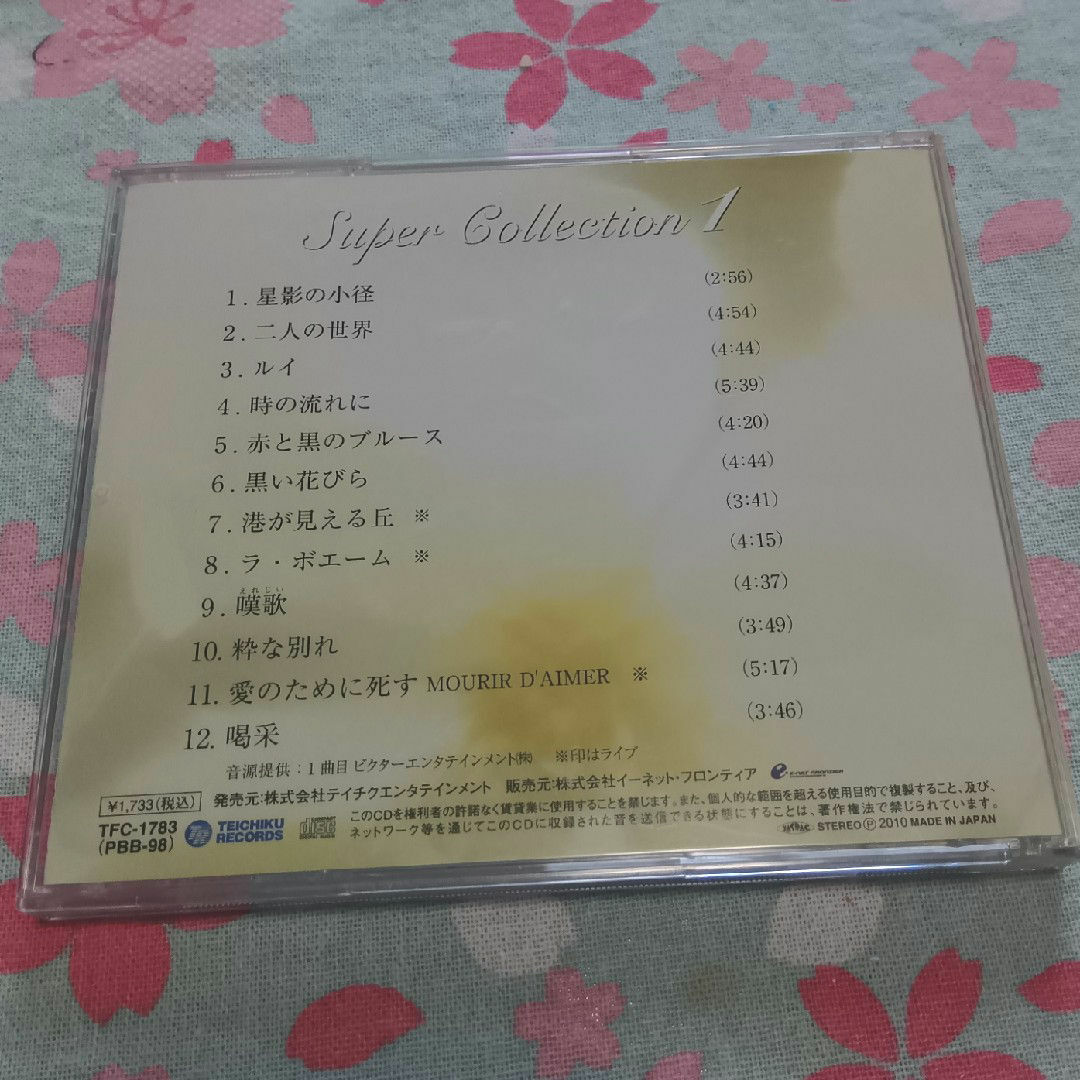 Super Collection 1
1. 星影の小径 (2:56)
2. 二人の世界 (4:54)
3. ルイ (4:44)
4. 時の流れに (5:39)
5. 赤と黒のブルース (4:20)
6. 黒い花びら (4:44)
7. 港が見える丘 ※ (3:41)
8. ラ・ボエーム ※ (4:15)
えれじい
9. 嘆歌 (4:37)
10. 粋な別れ (3:49)
11. 愛のために死す MOURIR D'AIMER ※ (5:17)
12. 喝采 (3:46)
音源提供：1曲目 ビクターエンタテインメント㈱ ※印はライブ
¥1,733(税込) 発売元:株式会社テイチクエンタテインメント 販売元:株式会社イーネット・フロンティア
TFC-1783
(PBB-98)
TEICHIKU
RECORDS
このCDを権利者の許諾なく賃貸業に使用することを禁じます。また、個人的な範囲を超える使用目的で複製すること、及び、
ネットワーク等を通じてこのCDに収録された音を送信できる状態にすることは、著作権法で禁じられています。
STEREO Ⓟ 2010 MADE IN JAPAN